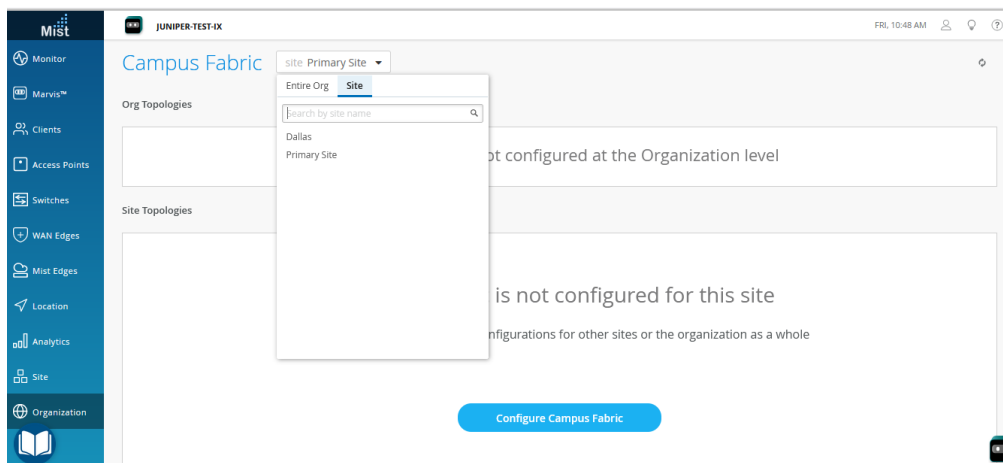 Mist
JUNIPER-TEST-IX
FRI, 10:48 AM
?
Monitor
Marvis™
Clients
Access Points
Switches
WAN Edges
Mist Edges
Location
Analytics
Site
Organization
Campus Fabric
site Primary Site
Entire Org Site
Search by site name
Dallas
Primary Site
Org Topologies
configured at the Organization level
Site Topologies
is not configured for this site
for other sites or the organization as a whole
Configure Campus Fabric